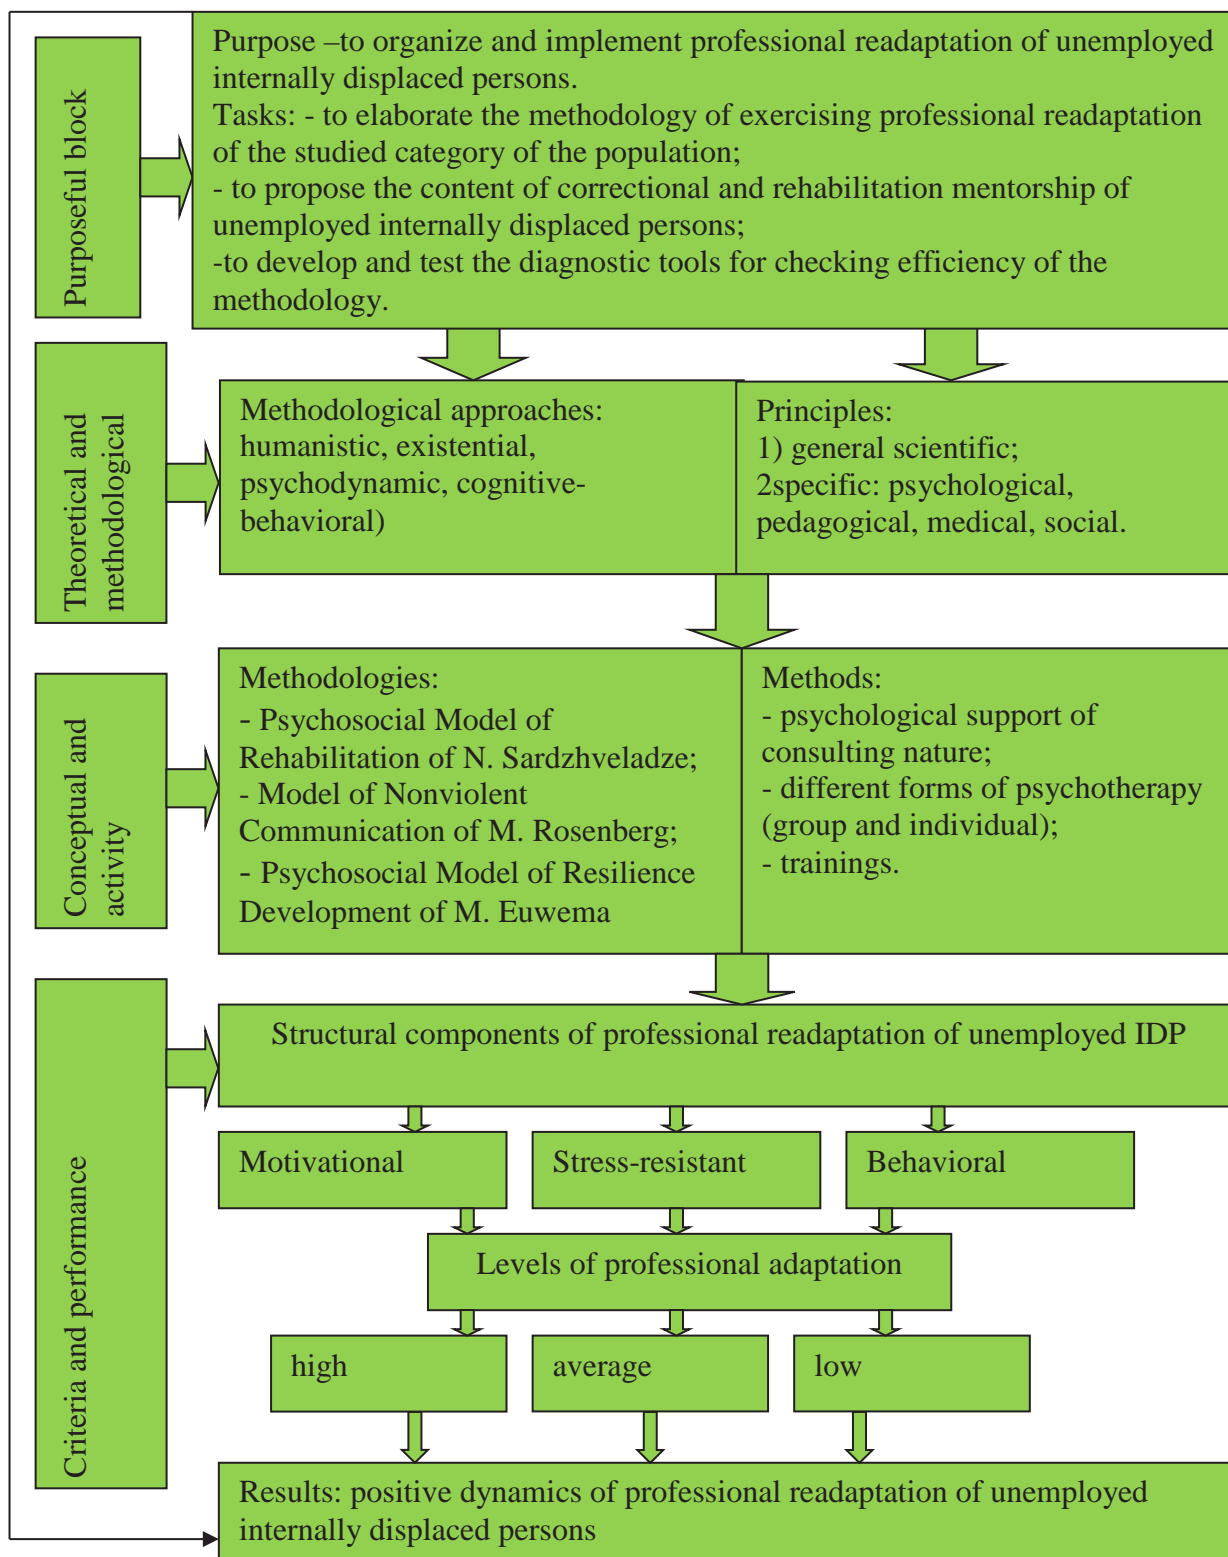 Purposeful block
Purpose –to organize and implement professional readaptation of unemployed
internally displaced persons.
Tasks: - to elaborate the methodology of exercising professional readaptation
of the studied category of the population;
- to propose the content of correctional and rehabilitation mentorship of
unemployed internally displaced persons;
-to develop and test the diagnostic tools for checking efficiency of the
methodology.
Theoretical and
methodological
Methodological approaches:
humanistic, existential,
psychodynamic, cognitive-
behavioral)
Principles:
1) general scientific;
2specific: psychological,
pedagogical, medical, social.
Conceptual and
activity
Methodologies:
- Psychosocial Model of
Rehabilitation of N. Sardzhveladze;
- Model of Nonviolent
Communication of M. Rosenberg;
- Psychosocial Model of Resilience
Development of M. Euwema
Methods:
- psychological support of
consulting nature;
- different forms of psychotherapy
(group and individual);
- trainings.
Criteria and performance
Structural components of professional readaptation of unemployed IDP
Motivational
Stress-resistant
Behavioral
Levels of professional adaptation
high
average
low
Results: positive dynamics of professional readaptation of unemployed
internally displaced persons